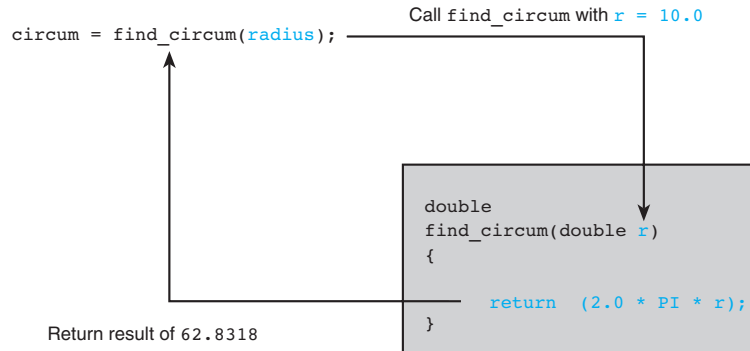 Call find_circum with r = 10.0
circum = find_circum(radius);
double
find_circum(double r)
{
return (2.0 * PI * r);
}
Return result of 62.8318